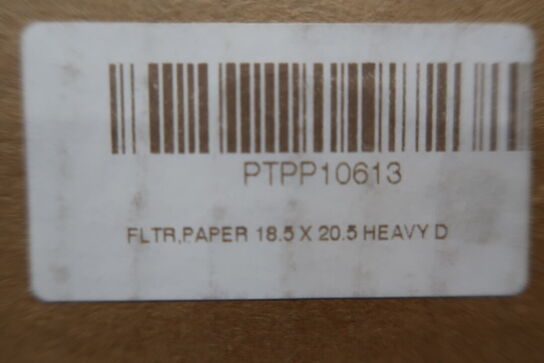 PTPP10613
FLTR,PAPER 18.5 X 20.5 HEAVY D